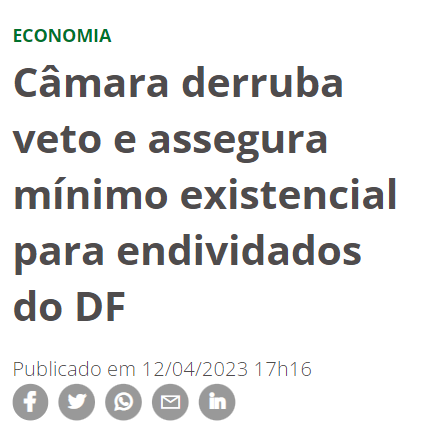 ECONOMIA
Câmara derruba
veto e assegura
mínimo existencial
para endividados
do DF
Publicado em 12/04/2023 17h16